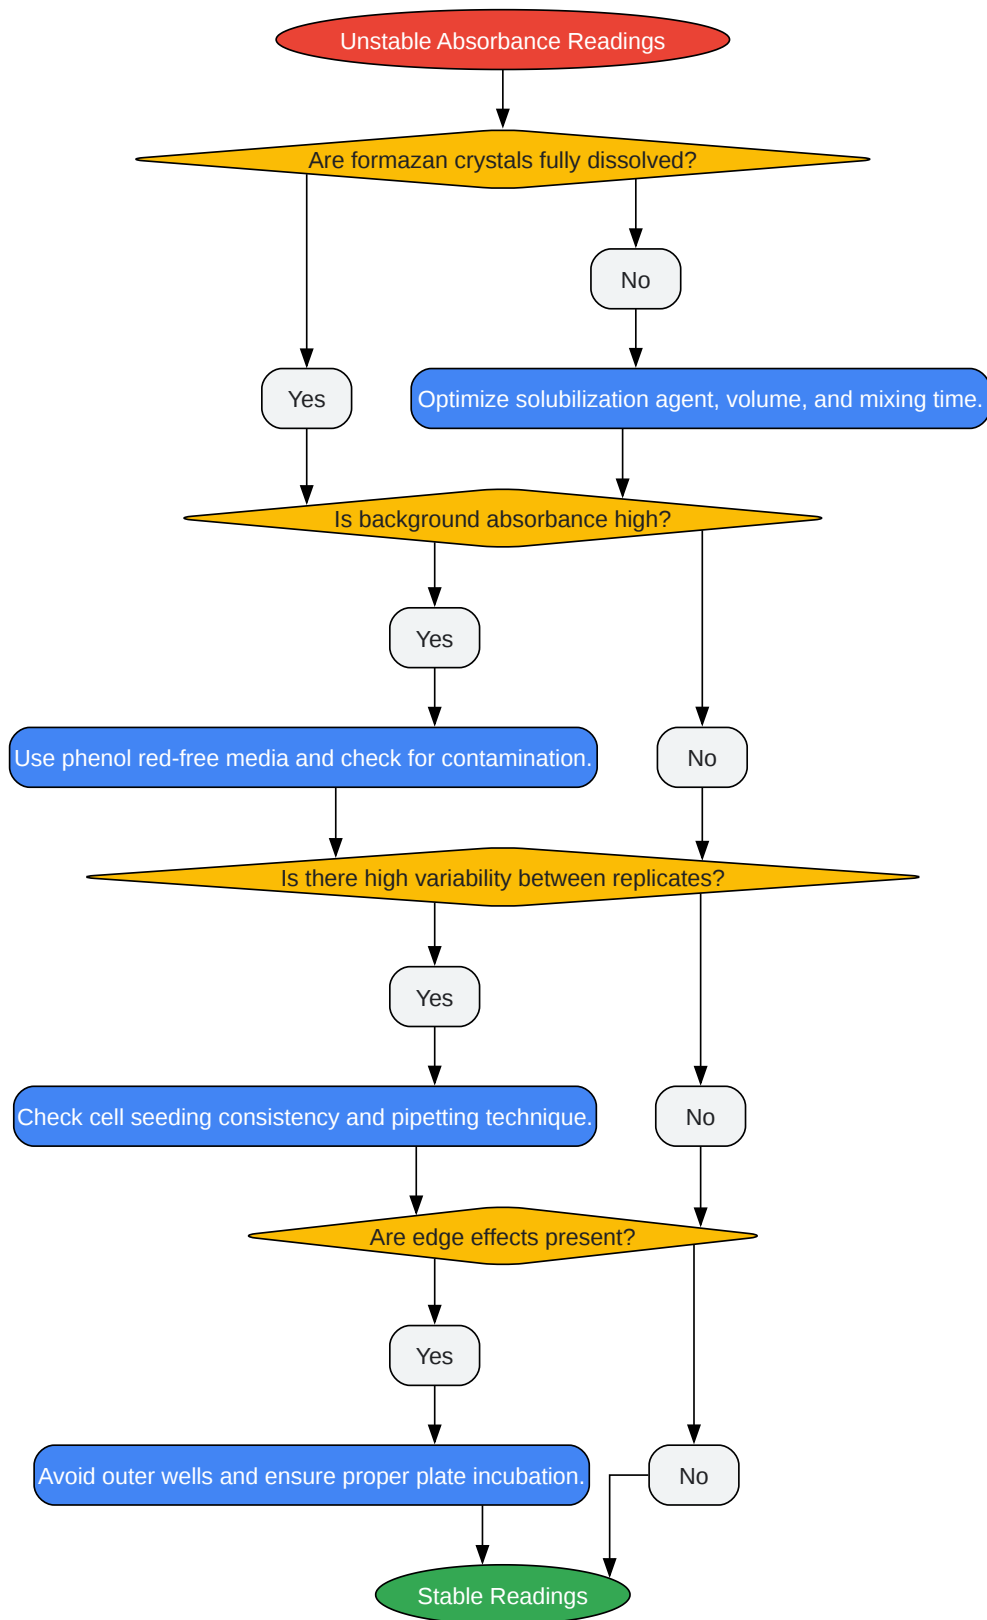 Unstable Absorbance Readings
Are formazan crystals fully dissolved?
No
Yes
Optimize solubilization agent, volume, and mixing time.
Is background absorbance high?
Yes
Use phenol red-free media and check for contamination.
No
Is there high variability between replicates?
Yes
Check cell seeding consistency and pipetting technique.
No
Are edge effects present?
Yes
Avoid outer wells and ensure proper plate incubation.
No
Stable Readings